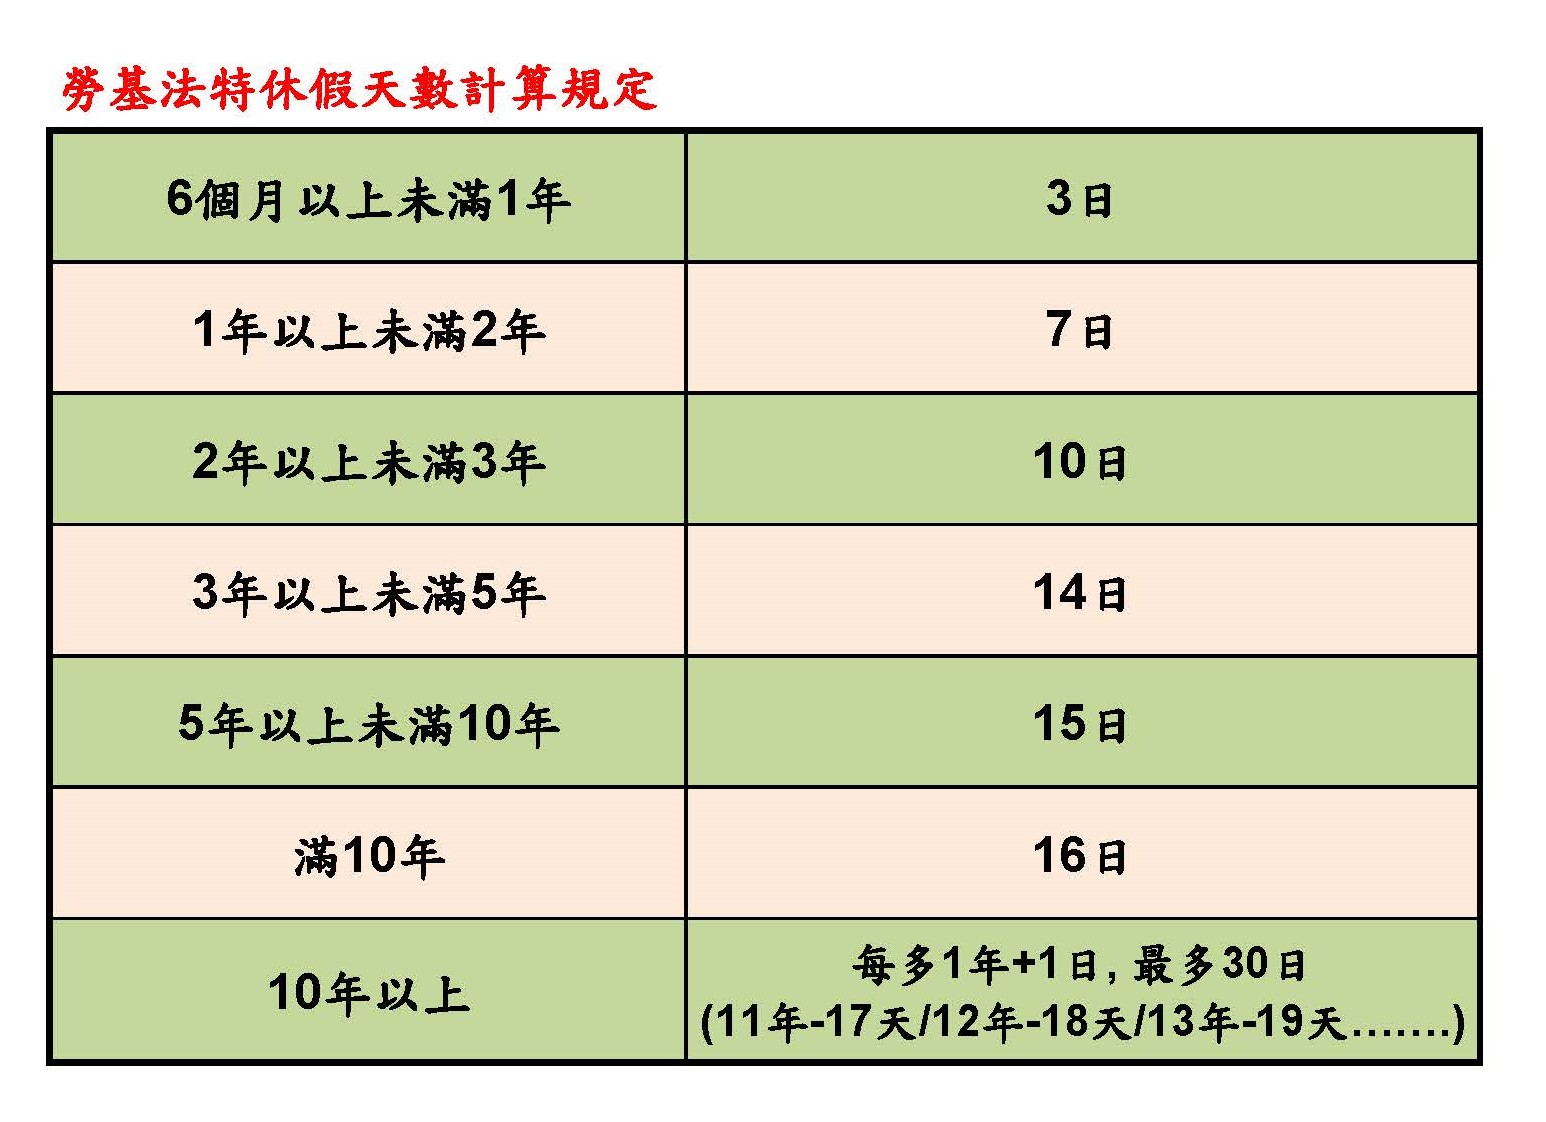 勞基法特休假天數計算規定
6個月以上未滿1年
3日
1年以上未滿2年
7日
2年以上未滿3年
10日
3年以上未滿5年
14日
5年以上未滿10年
15日
滿10年
16日
10年以上
每多1年+1日, 最多30日
(11年-17天/12年-18天/13年-19天.......)